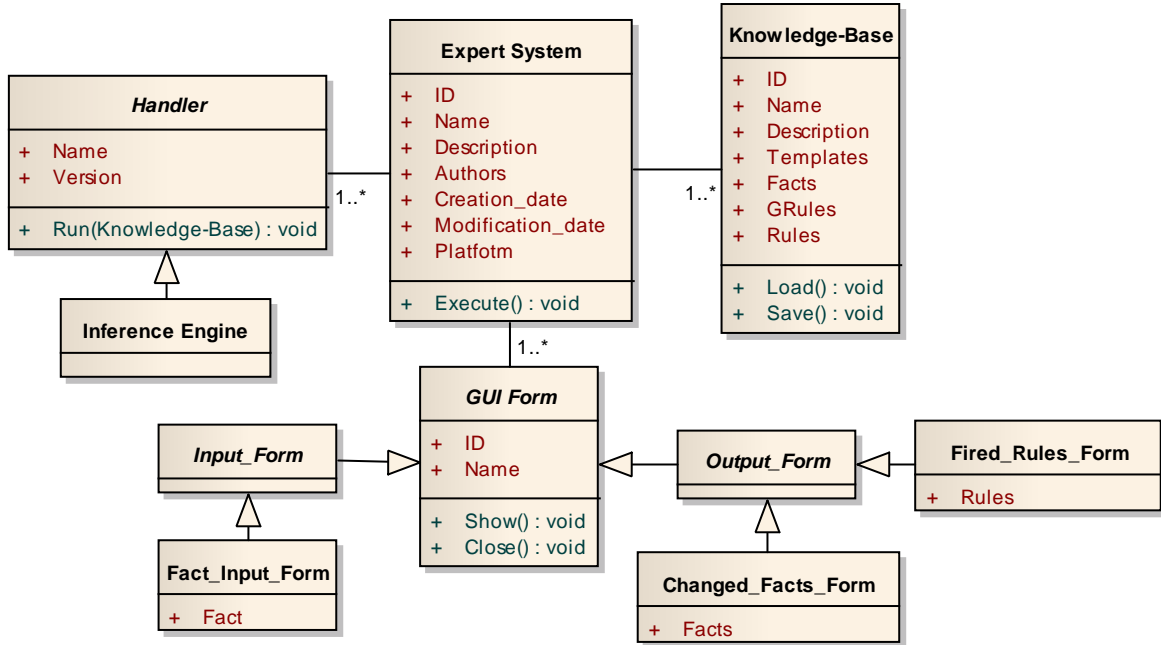 Handler
+ Name
+ Version
+ Run(Knowledge-Base) : void
Inference Engine
Expert System
+ ID
+ Name
+ Description
+ Authors
+ Creation_date
+ Modification_date
+ Platfotm
+ Execute() : void
Knowledge-Base
+ ID
+ Name
+ Description
+ Templates
+ Facts
+ GRules
+ Rules
+ Load() : void
+ Save() : void
1..*
1..*
1..*
GUI Form
+ ID
+ Name
+ Show() : void
+ Close() : void
Input_Form
Fact_Input_Form
+ Fact
Output_Form
Changed_Facts_Form
+ Facts
Fired_Rules_Form
+ Rules